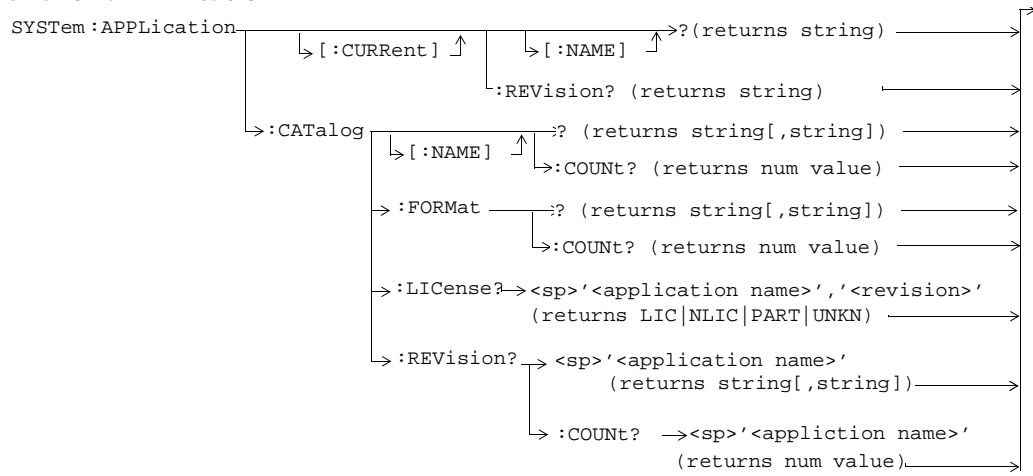 SYSTem:APPLication
[:CURRent]
[:NAME]
?(returns string)
:REVision? (returns string)
:CATalog
[:NAME]
? (returns string[,string])
:COUNt? (returns num value)
:FORMat
? (returns string[,string])
:COUNt? (returns num value)
:LICense? <sp>'<application name>','<revision>'
(returns LIC|NLIC|PART|UNKN)
:REVision? <sp>'<application name>'
(returns string[,string])
:COUNt? <sp>'<appliction name>'
(returns num value)